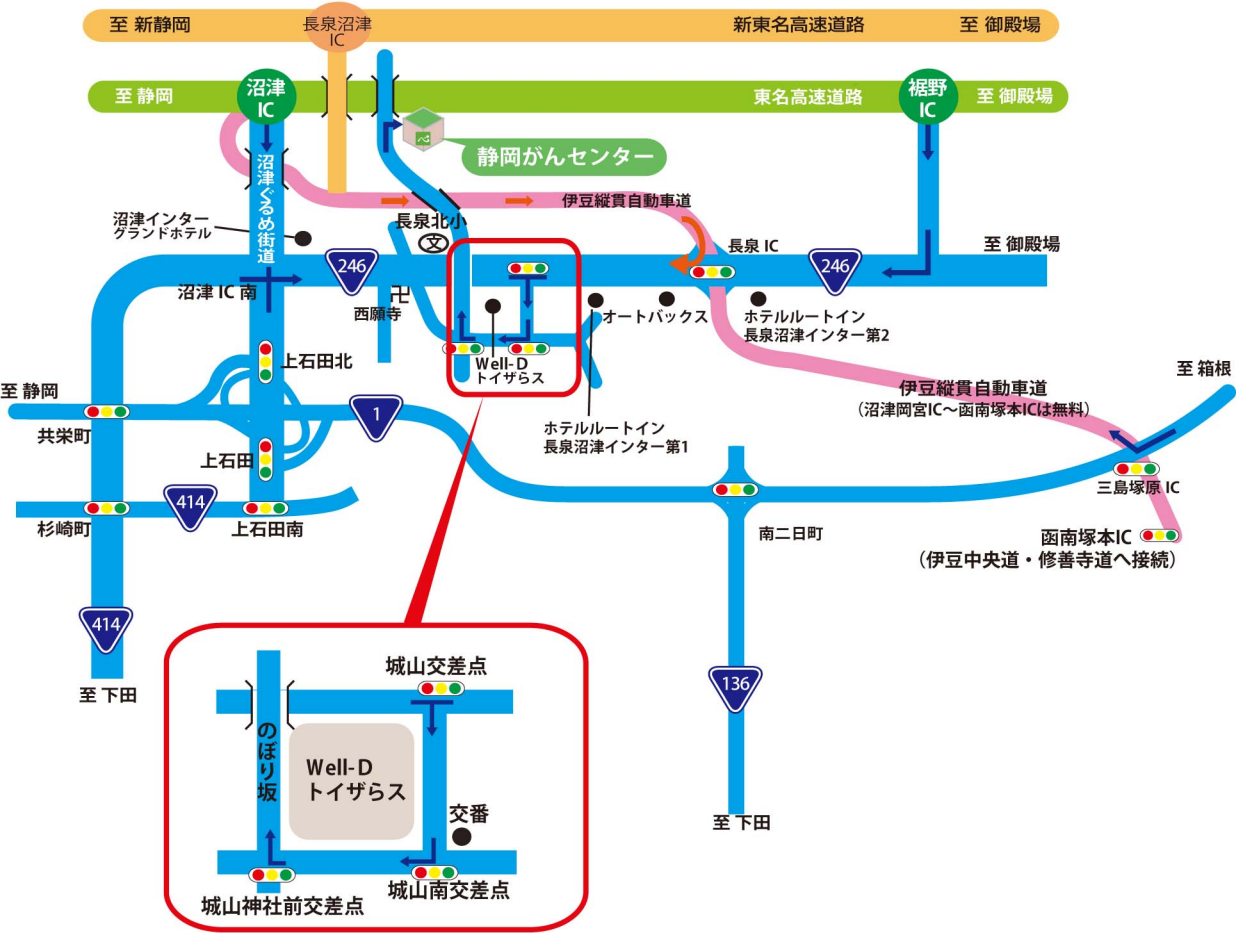 至 新静岡
長泉沼津
IC
新東名高速道路
至 御殿場
至 静岡
沼津
IC
東名高速道路
裾野
IC
至 御殿場
静岡がんセンター
沼津ぐるめ街道
沼津インター
グランドホテル
長泉北小
文
伊豆縦貫自動車道
長泉 IC
至 御殿場
246
246
沼津 IC 南
西願寺
オートバックス
ホテルルートイン
長泉沼津インター第2
Well-D
トイザらス
上石田北
至 静岡
共栄町
1
ホテルルートイン
長泉沼津インター第1
至 箱根
伊豆縦貫自動車道
（沼津岡宮IC～函南塚本ICは無料）
上石田
三島塚原 IC
414
杉崎町
上石田南
南二日町
函南塚本IC
（伊豆中央道・修善寺道へ接続）
414
至 下田
136
至 下田
城山交差点
のぼり坂
Well-D
トイザらス
交番
城山南交差点
城山神社前交差点